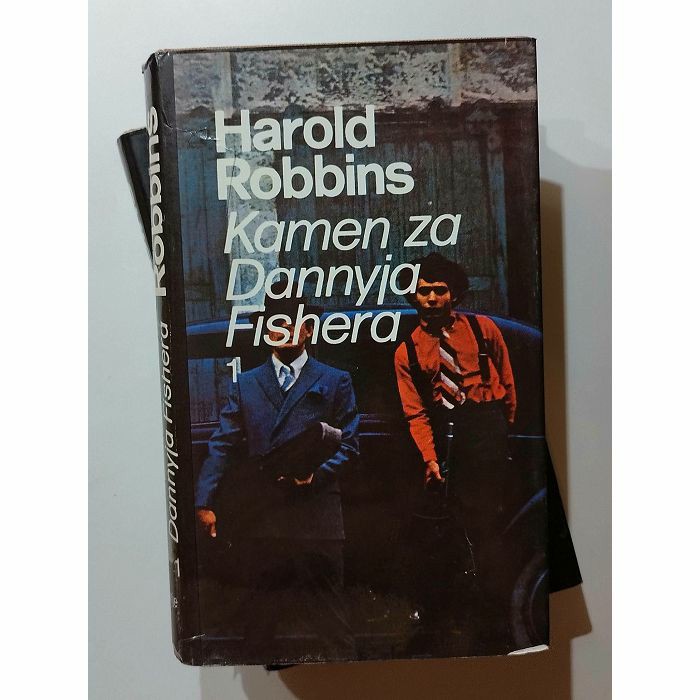 Harold
Robbins
Kamen za
Dannyja
Fishera
1
Robbins
Dannyja Fishera
1